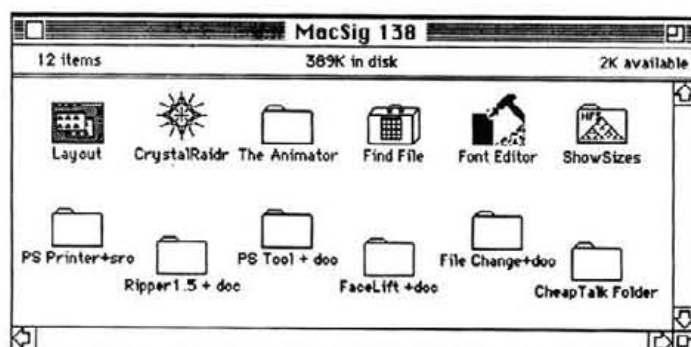 MacSig 138
12 items 389K in disk 2K available
Layout CrystalRaidr The Animator Find File Font Editor ShowSizes
HFS
PS Printer+src PS Tool + doc File Change+doc
Ripper1.5 + doc FaceLift +doc CheapTalk Folder